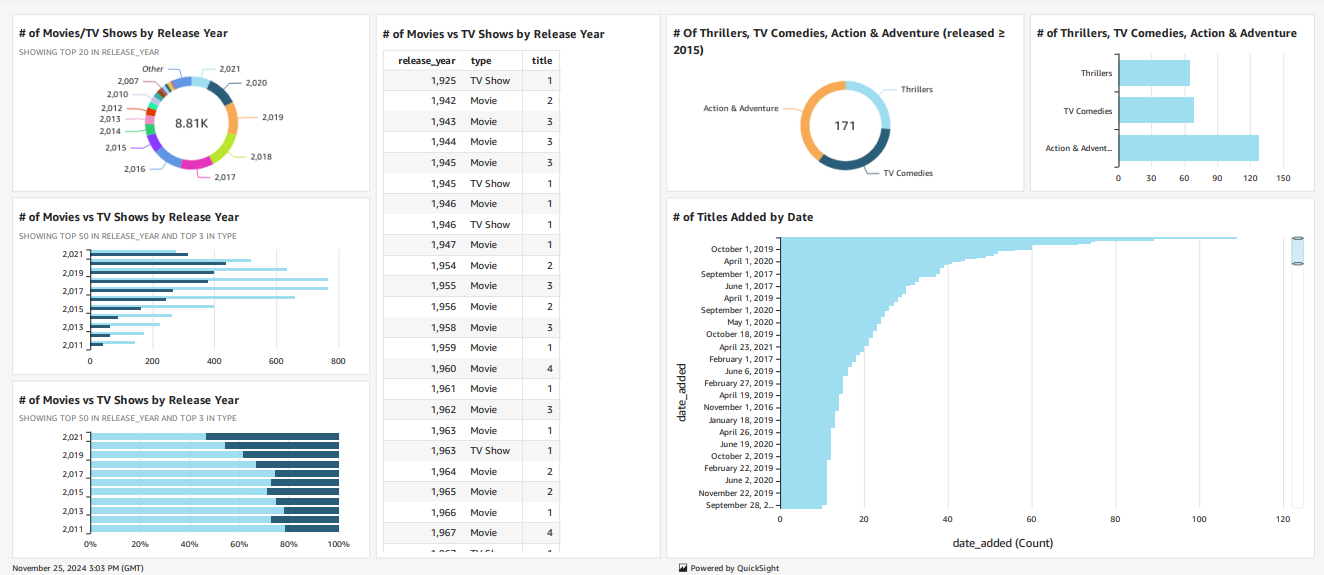 # of Movies/TV Shows by Release Year
SHOWING TOP 20 IN RELEASE_YEAR
Other
2,021
2,007
2,020
2,010
2,012
2,019
2,013
8.81K
2,014
2,015
2,018
2,016
2,017
# of Movies vs TV Shows by Release Year
SHOWING TOP 50 IN RELEASE_YEAR AND TOP 3 IN TYPE
2,021
2,019
2,017
2,015
2,013
2,011
0 200 400 600 800
# of Movies vs TV Shows by Release Year
SHOWING TOP 50 IN RELEASE_YEAR AND TOP 3 IN TYPE
2,021
2,019
2,017
2,015
2,013
2,011
0% 20% 40% 60% 80% 100%
# of Movies vs TV Shows by Release Year
release_year type title
1,925 TV Show 1
1,942 Movie 2
1,943 Movie 3
1,944 Movie 3
1,945 Movie 3
1,945 TV Show 1
1,946 Movie 1
1,946 TV Show 1
1,947 Movie 1
1,954 Movie 2
1,955 Movie 3
1,956 Movie 2
1,958 Movie 3
1,959 Movie 1
1,960 Movie 4
1,961 Movie 1
1,962 Movie 3
1,963 Movie 1
1,963 TV Show 1
1,964 Movie 2
1,965 Movie 2
1,966 Movie 1
1,967 Movie 4
# Of Thrillers, TV Comedies, Action & Adventure (released ≥
2015)
Thrillers
Action & Adventure
171
TV Comedies
# of Thrillers, TV Comedies, Action & Adventure
Thrillers
TV Comedies
Action & Advent...
0 30 60 90 120 150
# of Titles Added by Date
date_added
October 1, 2019
April 1, 2020
September 1, 2017
June 1, 2017
April 1, 2019
September 1, 2020
May 1, 2020
October 18, 2019
April 23, 2021
February 1, 2017
June 6, 2019
February 27, 2019
April 19, 2019
November 1, 2016
January 18, 2019
April 26, 2019
June 19, 2020
October 2, 2019
February 22, 2019
June 2, 2020
November 22, 2019
September 28, 2...
0 20 40 60 80 100 120
date_added (Count)
November 25, 2024 3:03 PM (GMT)
Powered by QuickSight